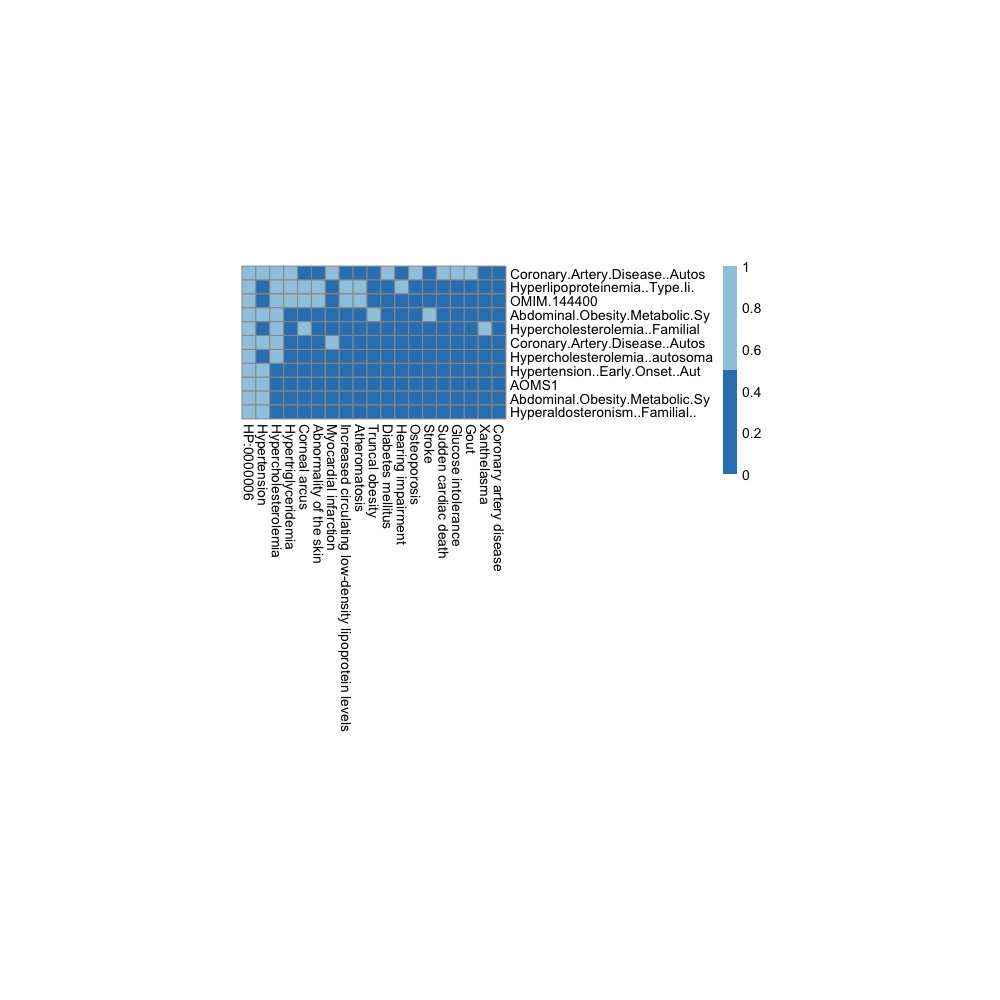 Coronary.Artery.Disease..Autos
Hyperlipoproteinemia..Type.Ii.
OMIM.144400
Abdominal.Obesity.Metabolic.Sy
Hypercholesterolemia..Familial
Coronary.Artery.Disease..Autos
Hypercholesterolemia..autosoma
Hypertension..Early.Onset..Aut
AOMS1
Abdominal.Obesity.Metabolic.Sy
Hyperaldosteronism..Familial..
1
0.8
0.6
0.4
0.2
0
HP:0000006
Hypertension
Hypercholesterolemia
Hypertriglyceridemia
Corneal arcus
Abnormality of the skin
Myocardial infarction
Increased circulating low-density lipoprotein levels
Atheromatosis
Truncal obesity
Diabetes mellitus
Hearing impairment
Osteoporosis
Stroke
Sudden cardiac death
Glucose intolerance
Gout
Xanthelasma
Coronary artery disease